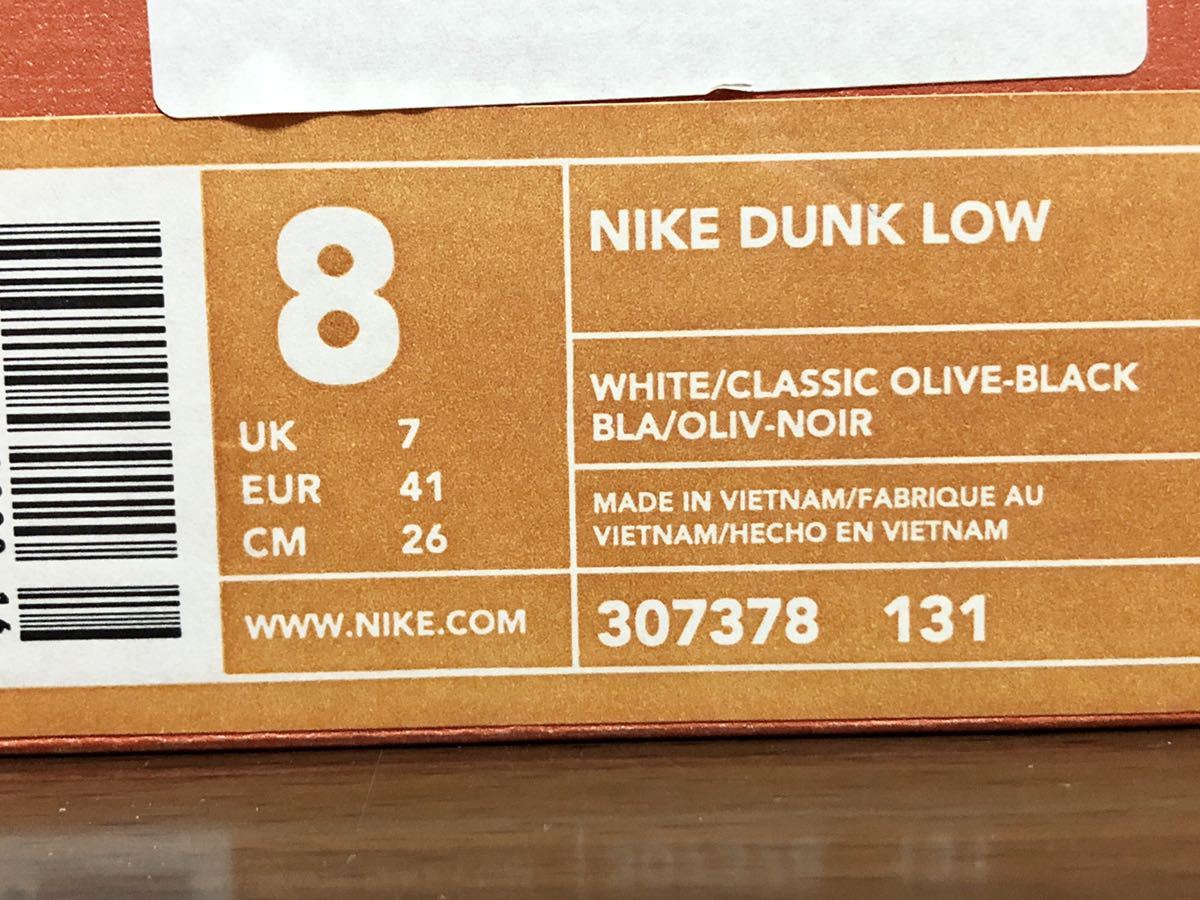 8
UK 7
EUR 41
CM 26
WWW.NIKE.COM
NIKE DUNK LOW
WHITE/CLASSIC OLIVE-BLACK
BLA/OLIV-NOIR
MADE IN VIETNAM/FABRIQUE AU
VIETNAM/HECHO EN VIETNAM
307378 131